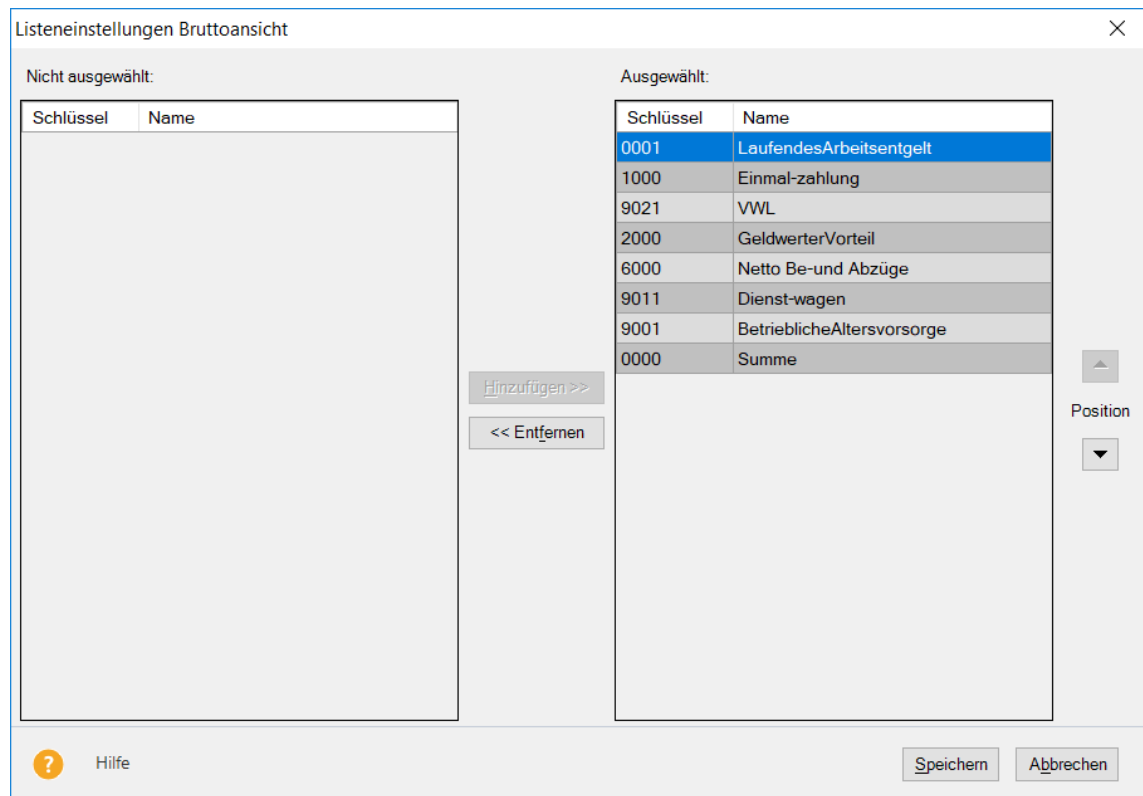 Listeneinstellungen Bruttoansicht
Nicht ausgewählt:
Schlüssel Name
Hinzufügen >>
<< Entfernen
Ausgewählt:
Schlüssel Name
0001 LaufendesArbeitsentgelt
1000 Einmal-zahlung
9021 VWL
2000 GeldwerterVorteil
6000 Netto Be-und Abzüge
9011 Dienst-wagen
9001 BetrieblicheAltersvorsorge
0000 Summe
Position
? Hilfe
Speichern Abbrechen